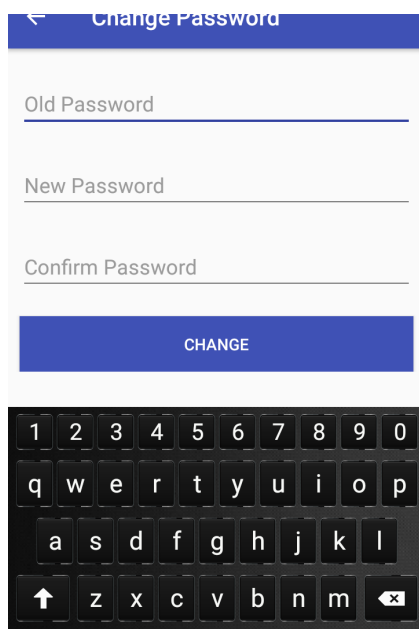 Change Password
Old Password
New Password
Confirm Password
CHANGE
1 2 3 4 5 6 7 8 9 0
q w e r t y u i o p
a s d f g h j k l
z x c v b n m